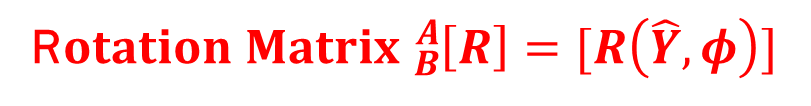 Rotation Matrix $^{A}_{B}[R] = [R(\hat{Y}, \phi)]$